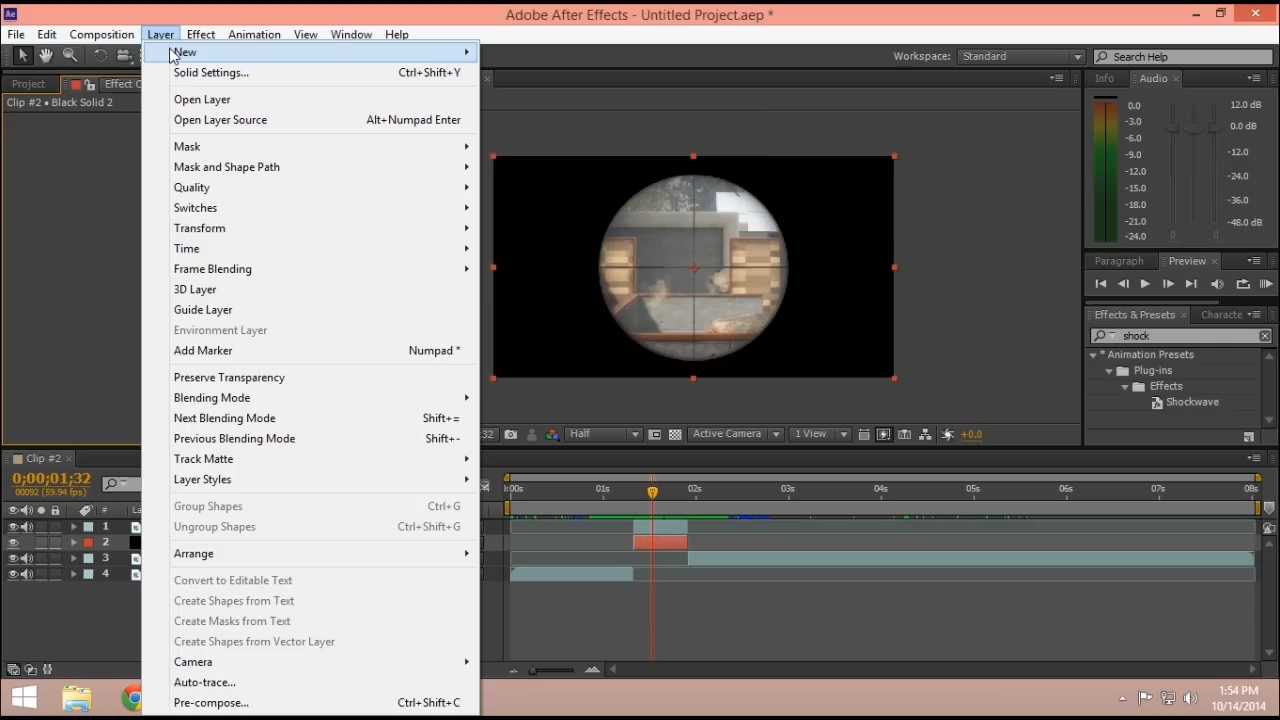 Ae
Adobe After Effects - Untitled Project.aep *
File Edit Composition Layer Effect Animation View Window Help
Workspace: Standard
Search Help
New
Solid Settings... Ctrl+Shift+Y
Open Layer
Open Layer Source Alt+Numpad Enter
Mask
Mask and Shape Path
Quality
Switches
Transform
Time
Frame Blending
3D Layer
Guide Layer
Environment Layer
Add Marker Numpad *
Preserve Transparency
Blending Mode
Next Blending Mode Shift+=
Previous Blending Mode Shift+-
Track Matte
Layer Styles
Group Shapes Ctrl+G
Ungroup Shapes Ctrl+Shift+G
Arrange
Convert to Editable Text
Create Shapes from Text
Create Masks from Text
Create Shapes from Vector Layer
Camera
Auto-trace...
Pre-compose... Ctrl+Shift+C
Project Effect C
Clip #2 • Black Solid 2
:32 Half Active Camera 1 View +0.0
Info Audio
0.0
-3.0
-6.0
-9.0
-12.0
-15.0
-18.0
-21.0
-24.0
12.0 dB
0.0 dB
-12.0
-24.0
-36.0
-48.0 dB
0 0
Paragraph Preview
Effects & Presets Characte
shock
* Animation Presets
Plug-ins
Effects
Shockwave
Clip #2
0;00;01;32
00092 (59.94 fps)
#
1
2
3
4
0:00s 01s 02s 03s 04s 05s 06s 07s 08s
1:54 PM
10/14/2014